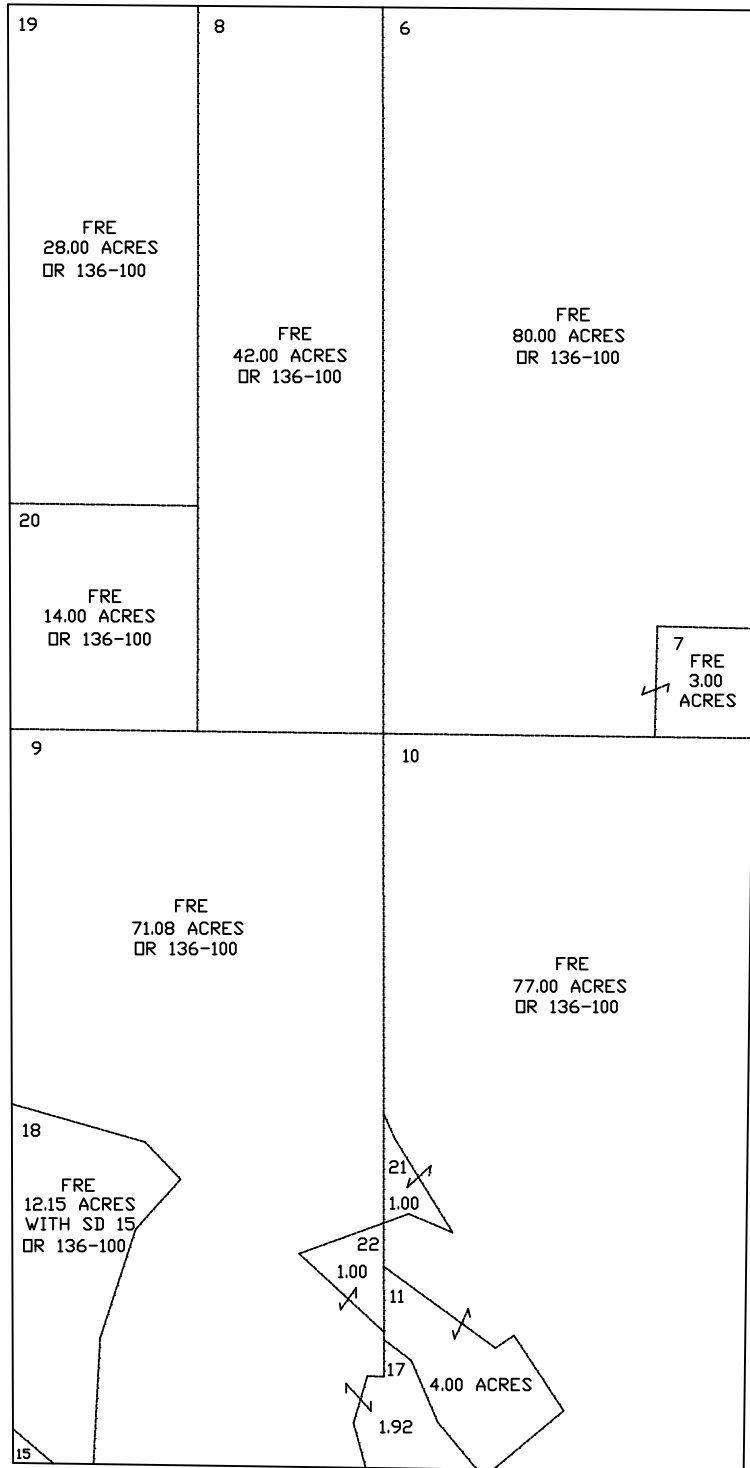 19
8
6
FRE
28.00 ACRES
OR 136-100
FRE
42.00 ACRES
OR 136-100
FRE
80.00 ACRES
OR 136-100
20
FRE
14.00 ACRES
OR 136-100
7
FRE
3.00
ACRES
9
10
FRE
71.08 ACRES
OR 136-100
FRE
77.00 ACRES
OR 136-100
18
FRE
12.15 ACRES
WITH SD 15
OR 136-100
21
1.00
22
1.00
11
17
4.00 ACRES
1.92
15